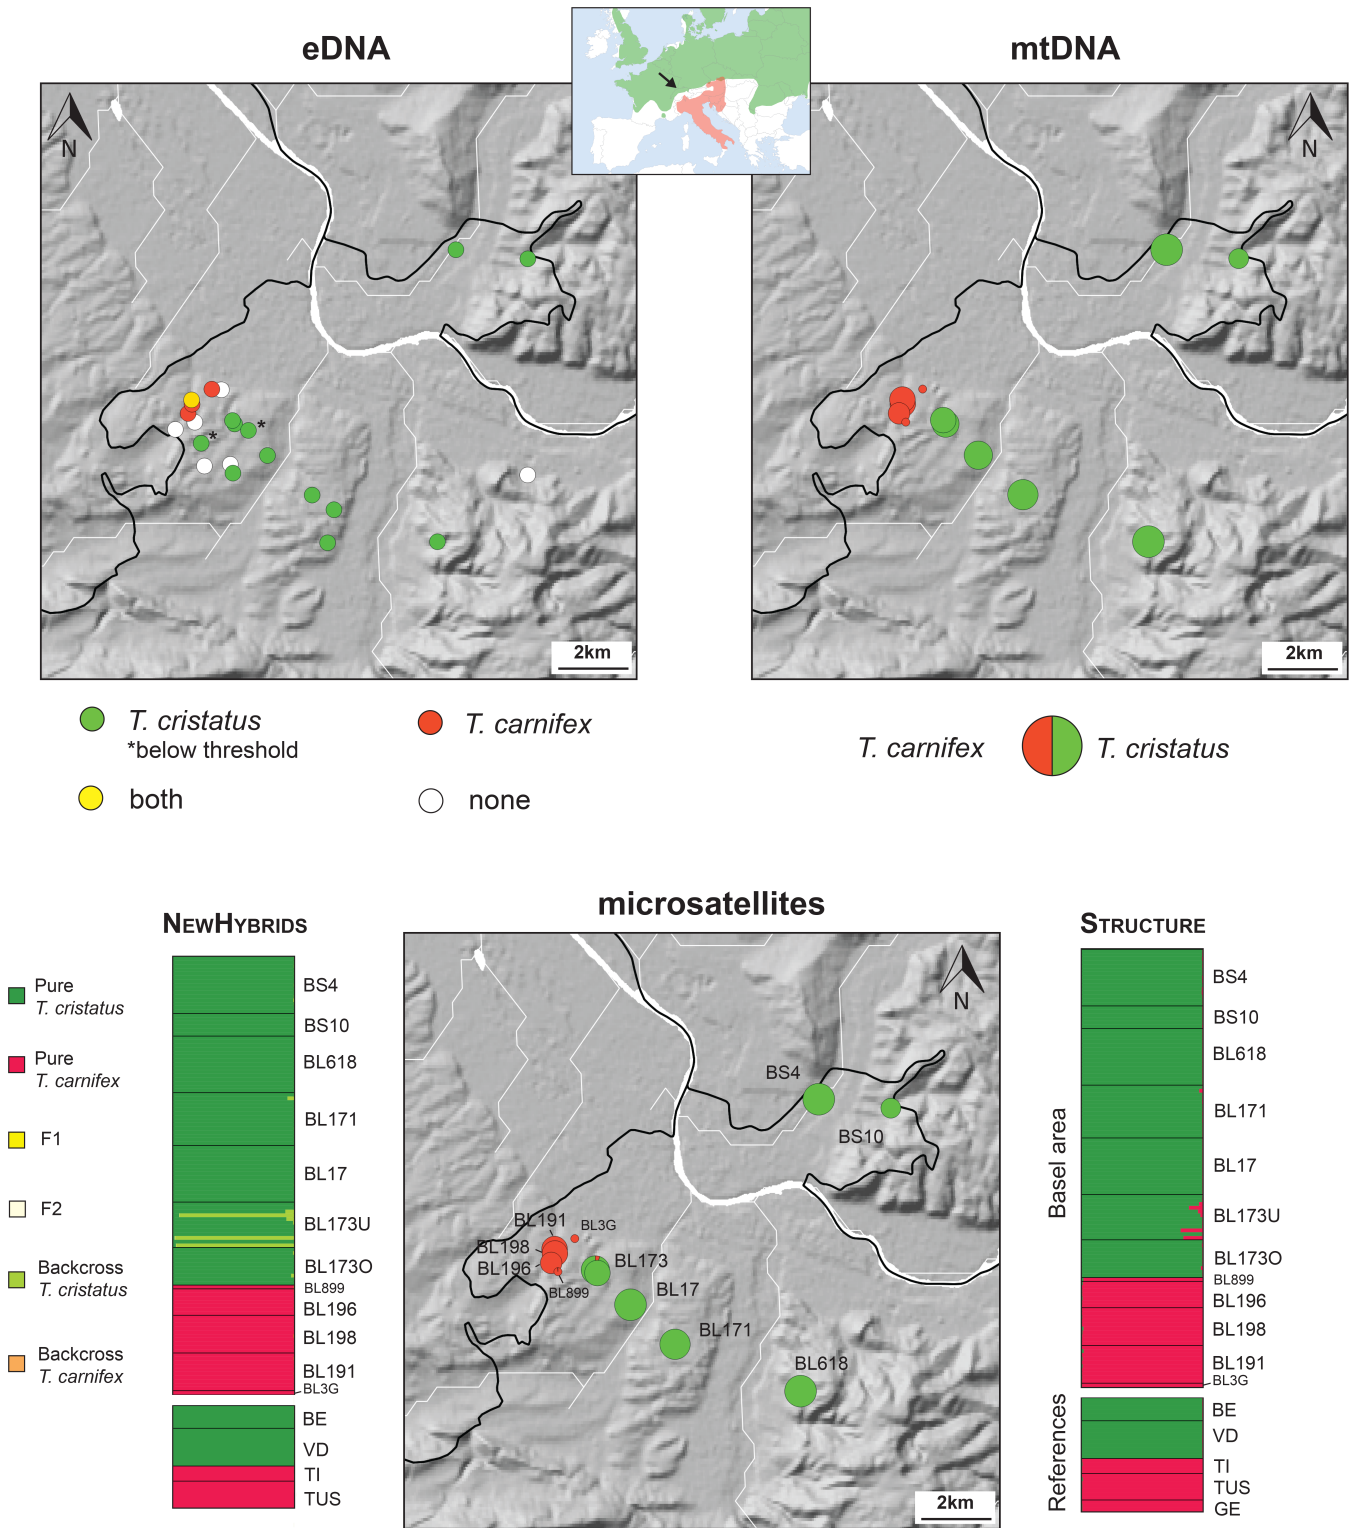 eDNA
mtDNA
N
N
*
*
2km
2km
T. cristatus
*below threshold
T. carnifex
both
none
T. carnifex
T. cristatus
microsatellites
NEWHYBRIDS
STRUCTURE
Pure
T. cristatus
Pure
T. carnifex
F1
F2
Backcross
T. cristatus
Backcross
T. carnifex
BS4
BS10
BL618
BL171
BL17
BL173U
BL173O
BL899
BL196
BL198
BL191
BL3G
BE
VD
TI
TUS
N
BS4
BS10
BL191
BL3G
BL198
BL196
BL173
BL899
BL17
BL171
BL618
2km
Basel area
References
BS4
BS10
BL618
BL171
BL17
BL173U
BL173O
BL899
BL196
BL198
BL191
BL3G
BE
VD
TI
TUS
GE